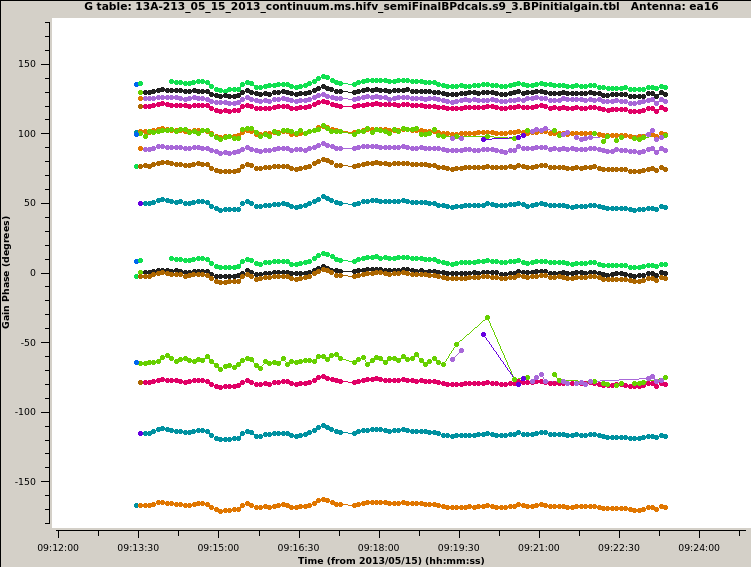 G table: 13A-213_05_15_2013_continuum.ms.hifv_semiFinalBPdcals.s9_3.BPinitialgain.tbl Antenna: ea16
Gain Phase (degrees)
150
100
50
0
-50
-100
-150
09:12:00 09:13:30 09:15:00 09:16:30 09:18:00 09:19:30 09:21:00 09:22:30 09:24:00
Time (from 2013/05/15) (hh:mm:ss)